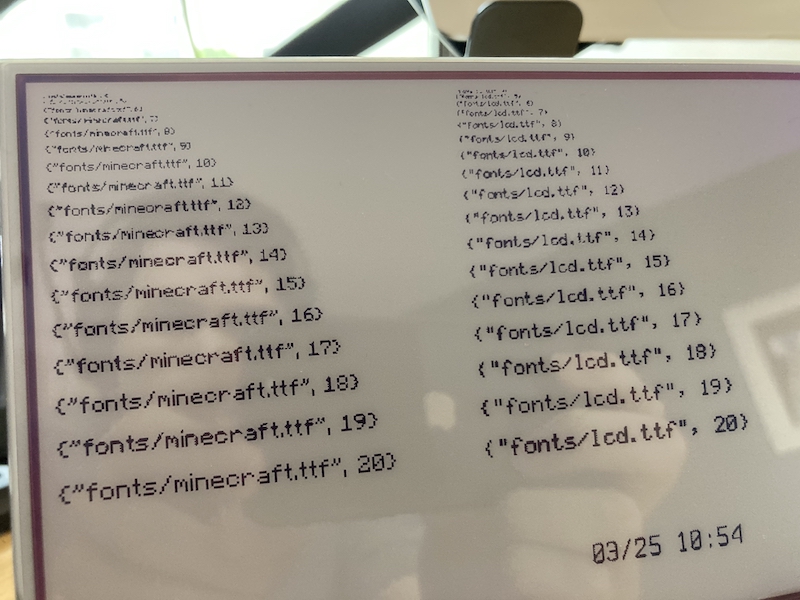 {"fonts/minecraft.ttf", 6}
{"fonts/minecraft.ttf", 7}
{"fonts/minecraft.ttf", 8}
{"fonts/minecraft.ttf", 9}
{"fonts/minecraft.ttf", 10}
{"fonts/minecraft.ttf", 11}
{"fonts/minecraft.ttf", 12}
{"fonts/minecraft.ttf", 13}
{"fonts/minecraft.ttf", 14}
{"fonts/minecraft.ttf", 15}
{"fonts/minecraft.ttf", 16}
{"fonts/minecraft.ttf", 17}
{"fonts/minecraft.ttf", 18}
{"fonts/minecraft.ttf", 19}
{"fonts/minecraft.ttf", 20}
{"fonts/lcd.ttf", 6}
{"fonts/lcd.ttf", 7}
{"fonts/lcd.ttf", 8}
{"fonts/lcd.ttf", 9}
{"fonts/lcd.ttf", 10}
{"fonts/lcd.ttf", 11}
{"fonts/lcd.ttf", 12}
{"fonts/lcd.ttf", 13}
{"fonts/lcd.ttf", 14}
{"fonts/lcd.ttf", 15}
{"fonts/lcd.ttf", 16}
{"fonts/lcd.ttf", 17}
{"fonts/lcd.ttf", 18}
{"fonts/lcd.ttf", 19}
{"fonts/lcd.ttf", 20}
03/25 10:54